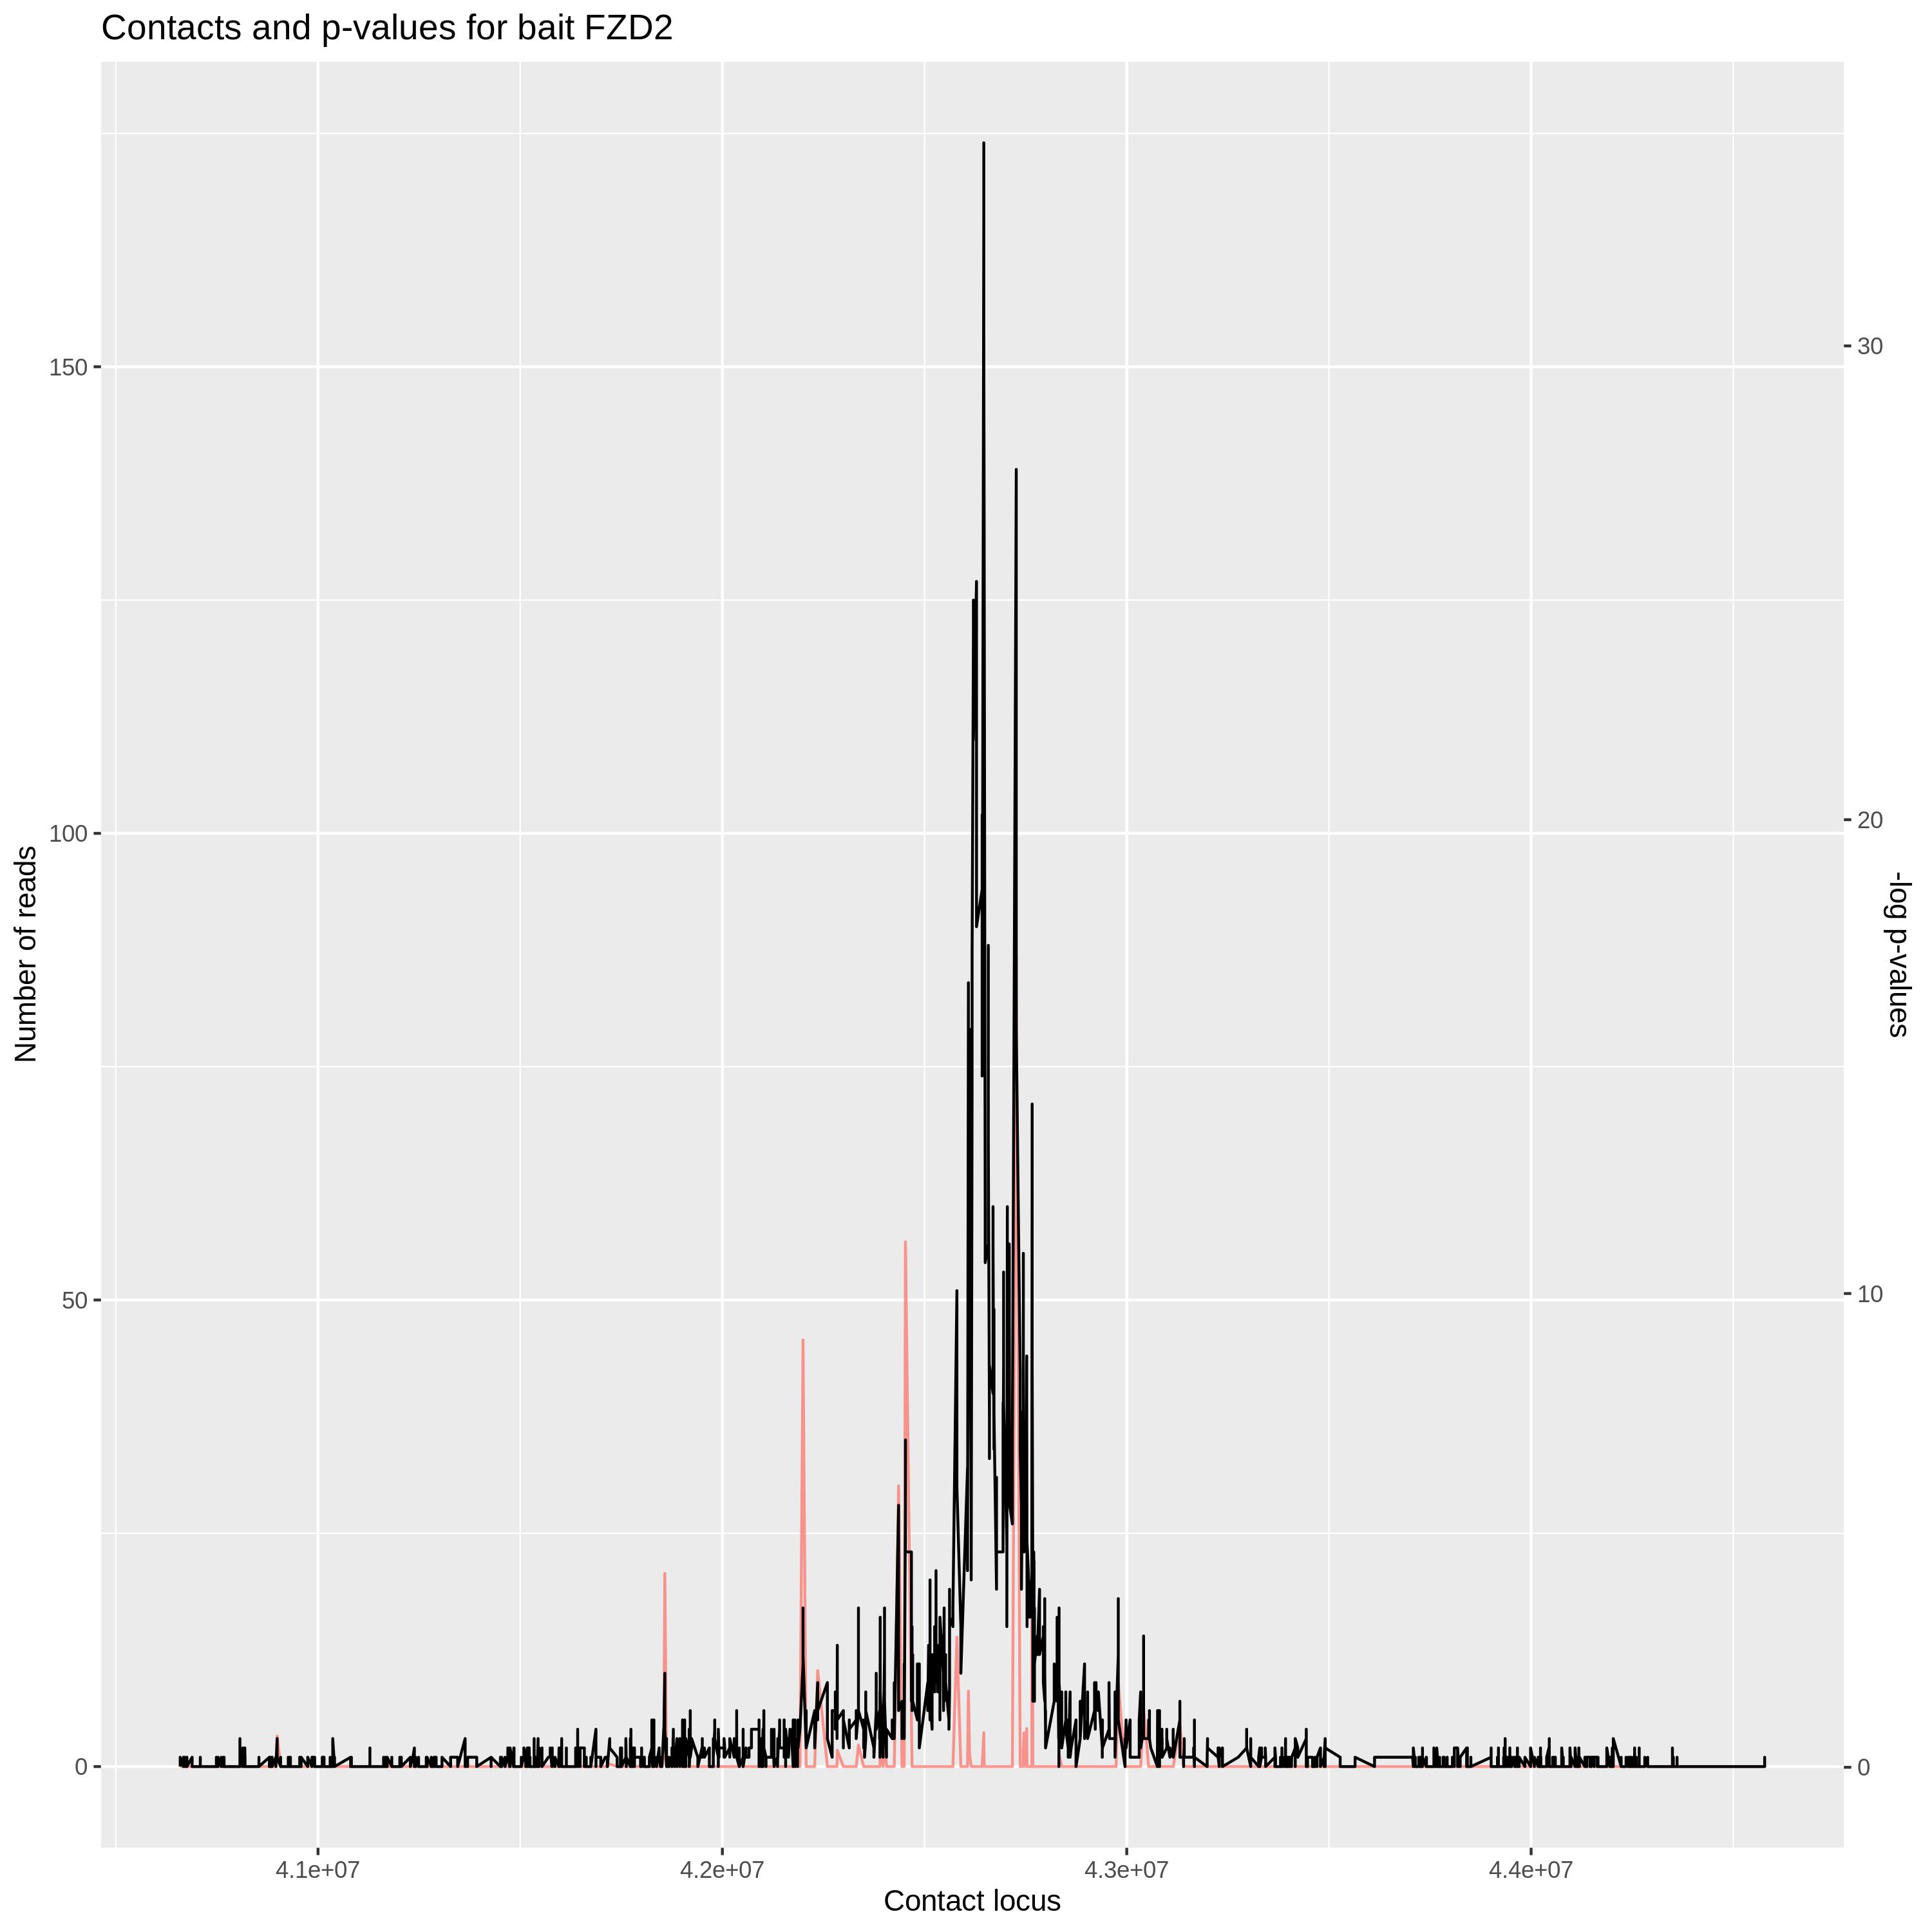 Contacts and p-values for bait FZD2
150
100
50
0
30
20
10
0
Number of reads
-log p-values
4.1e+07 4.2e+07 4.3e+07 4.4e+07
Contact locus